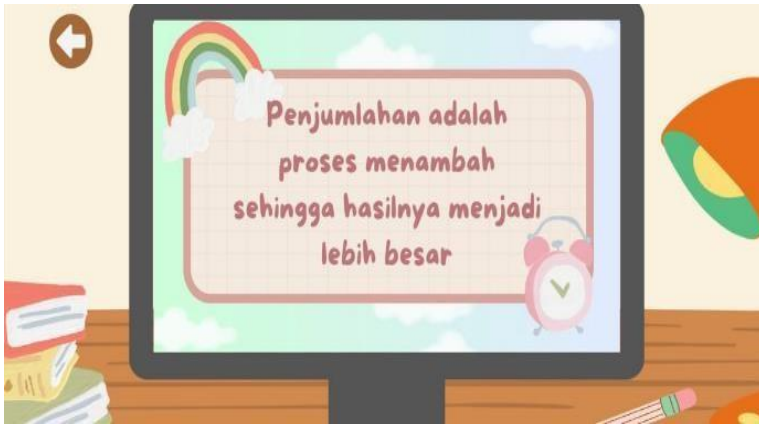 Penjumlahan adalah
proses menambah
sehingga hasilnya menjadi
lebih besar